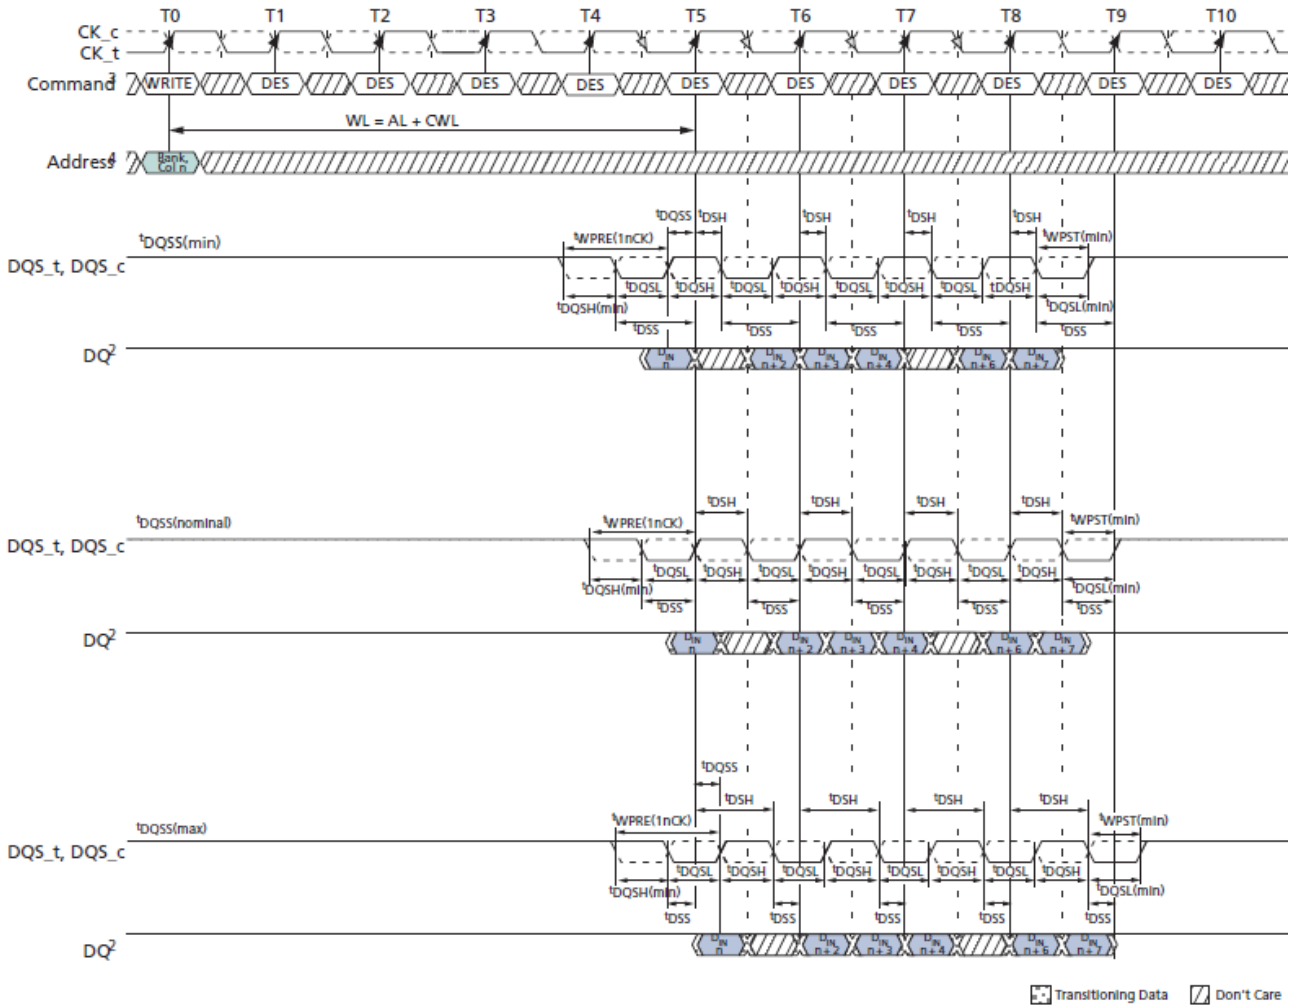 T0 T1 T2 T3 T4 T5 T6 T7 T8 T9 T10
CK_c
CK_t
Command3 WRITE DES DES DES DES DES DES DES DES DES DES
WL = AL + CWL
Address4 Bank, Col n
tDQSS tDSH tDSH tDSH tDSH
tDQSS(min) tWPRE(1nCK) tWPST(min)
DQS_t, DQS_c
tDQSL tDQSH tDQSL tDQSH tDQSL tDQSH tDQSL tDQSH
tDQSH(min) tDQSL(min)
tDSS tDSS tDSS tDSS tDSS
DQ2 DIN n DIN n + 2 DIN n + 3 DIN n + 4 DIN n + 6 DIN n + 7
tDSH tDSH tDSH tDSH
tDQSS(nominal) tWPRE(1nCK) tWPST(min)
DQS_t, DQS_c
tDQSL tDQSH tDQSL tDQSH tDQSL tDQSH tDQSL tDQSH
tDQSH(min) tDQSL(min)
tDSS tDSS tDSS tDSS tDSS
DQ2 DIN n DIN n + 2 DIN n + 3 DIN n + 4 DIN n + 6 DIN n + 7
tDQSS
tDSH tDSH tDSH tDSH
tDQSS(max) tWPRE(1nCK) tWPST(min)
DQS_t, DQS_c
tDQSL tDQSH tDQSL tDQSH tDQSL tDQSH tDQSL tDQSH
tDQSH(min) tDQSL(min)
tDSS tDSS tDSS tDSS tDSS
DQ2 DIN n DIN n + 2 DIN n + 3 DIN n + 4 DIN n + 6 DIN n + 7
Transitioning Data Don't Care